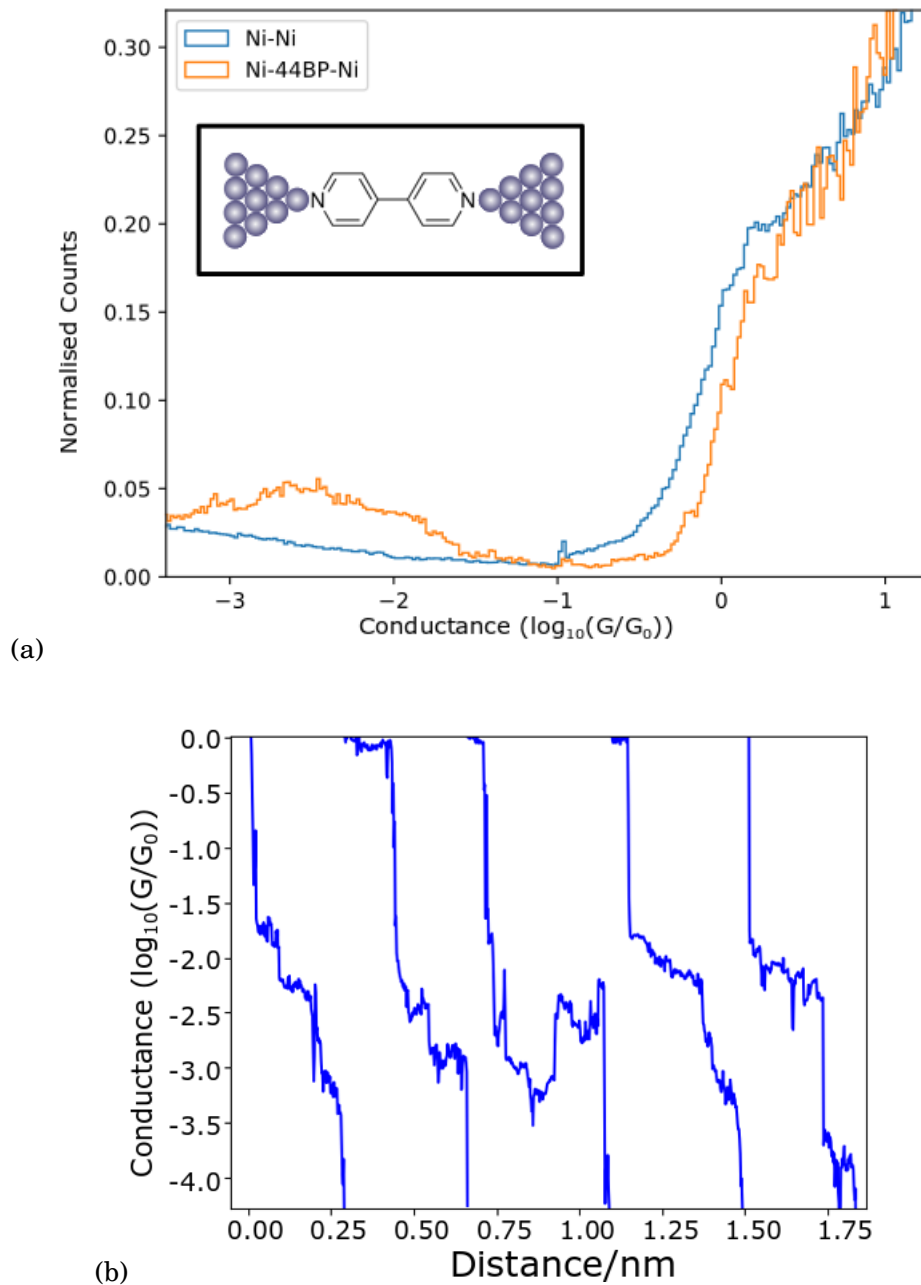 0.30
0.25
0.20
0.15
0.10
0.05
0.00
Normalised Counts
Ni-Ni
Ni-44BP-Ni
N N
−3 −2 −1 0 1
Conductance (log₁₀(G/G₀))
(a)
0.0
-0.5
-1.0
-1.5
-2.0
-2.5
-3.0
-3.5
-4.0
Conductance (log₁₀(G/G₀))
0.00 0.25 0.50 0.75 1.00 1.25 1.50 1.75
Distance/nm
(b)